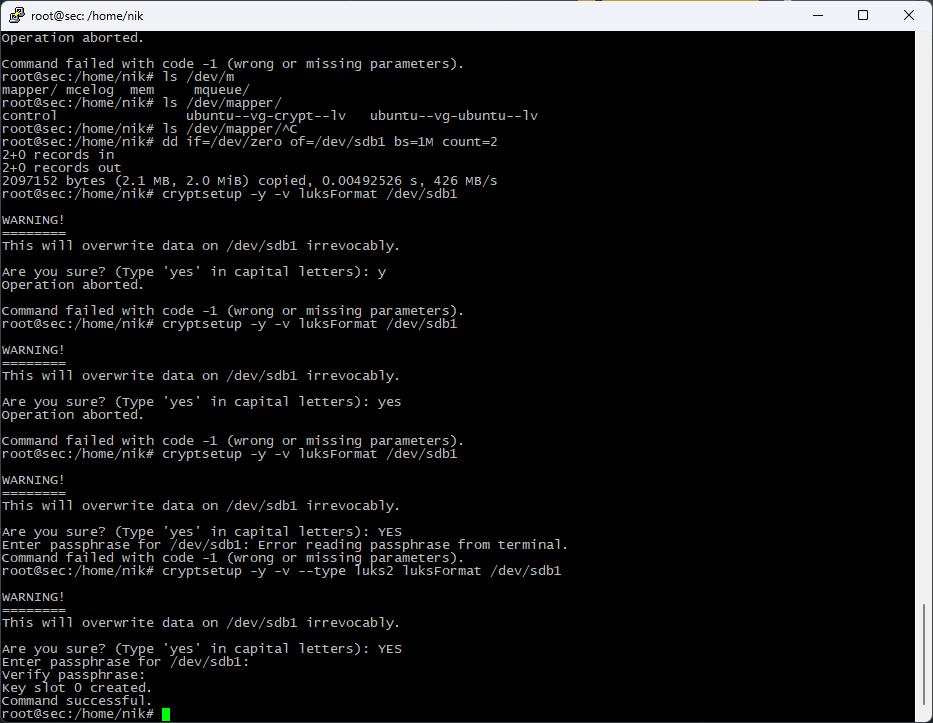 root@sec: /home/nik
Operation aborted.
Command failed with code -1 (wrong or missing parameters).
root@sec:/home/nik# ls /dev/m
mapper/ mcelog  mem     mqueue/
root@sec:/home/nik# ls /dev/mapper/
control                ubuntu--vg-crypt--lv   ubuntu--vg-ubuntu--lv
root@sec:/home/nik# ls /dev/mapper/^C
root@sec:/home/nik# dd if=/dev/zero of=/dev/sdb1 bs=1M count=2
2+0 records in
2+0 records out
2097152 bytes (2.1 MB, 2.0 MiB) copied, 0.00492526 s, 426 MB/s
root@sec:/home/nik# cryptsetup -y -v luksFormat /dev/sdb1
WARNING!
========
This will overwrite data on /dev/sdb1 irrevocably.
Are you sure? (Type 'yes' in capital letters): y
Operation aborted.
Command failed with code -1 (wrong or missing parameters).
root@sec:/home/nik# cryptsetup -y -v luksFormat /dev/sdb1
WARNING!
========
This will overwrite data on /dev/sdb1 irrevocably.
Are you sure? (Type 'yes' in capital letters): yes
Operation aborted.
Command failed with code -1 (wrong or missing parameters).
root@sec:/home/nik# cryptsetup -y -v luksFormat /dev/sdb1
WARNING!
========
This will overwrite data on /dev/sdb1 irrevocably.
Are you sure? (Type 'yes' in capital letters): YES
Enter passphrase for /dev/sdb1: Error reading passphrase from terminal.
Command failed with code -1 (wrong or missing parameters).
root@sec:/home/nik# cryptsetup -y -v --type luks2 luksFormat /dev/sdb1
WARNING!
========
This will overwrite data on /dev/sdb1 irrevocably.
Are you sure? (Type 'yes' in capital letters): YES
Enter passphrase for /dev/sdb1:
Verify passphrase:
Key slot 0 created.
Command successful.
root@sec:/home/nik#